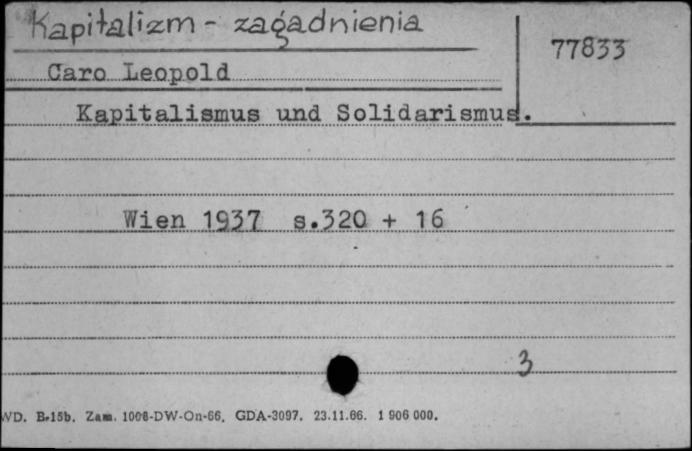 Kapitalizm - zagadnienia
77833
Caro Leopold
Kapitalismus und Solidarismus.
Wien 1937 s.320 + 16
3
WD. B-15b. Zam. 1008-DW-On-66. GDA-3097. 23.11.66. 1 906 000.